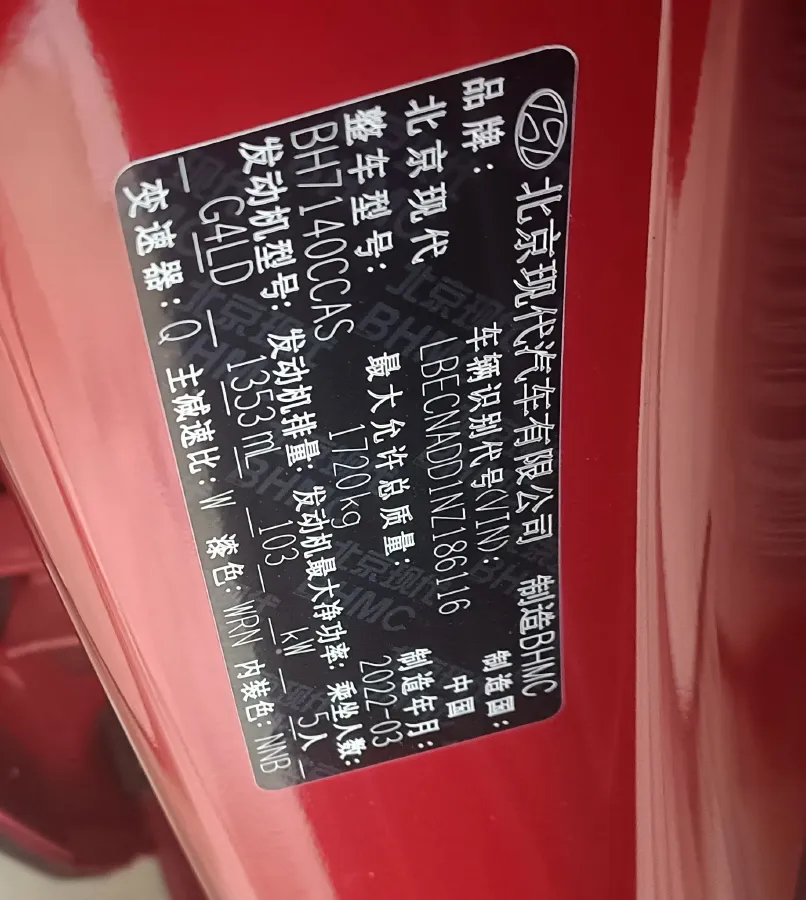 北京现代汽车有限公司 制造BHMC
品牌: 车辆识别代号(VIN): 制造国:
北京现代 LBECNADD1NZ186116 中国
整车型号: 最大允许总质量: 制造年月:
BH7140CCAS 1720kg 2022-03
发动机型号: 发动机排量: 发动机最大净功率: 乘坐人数:
G4LD 1353mL 103 kW 5人
变速器: Q 主减速比: W 漆色: WRN 内装色: NNB